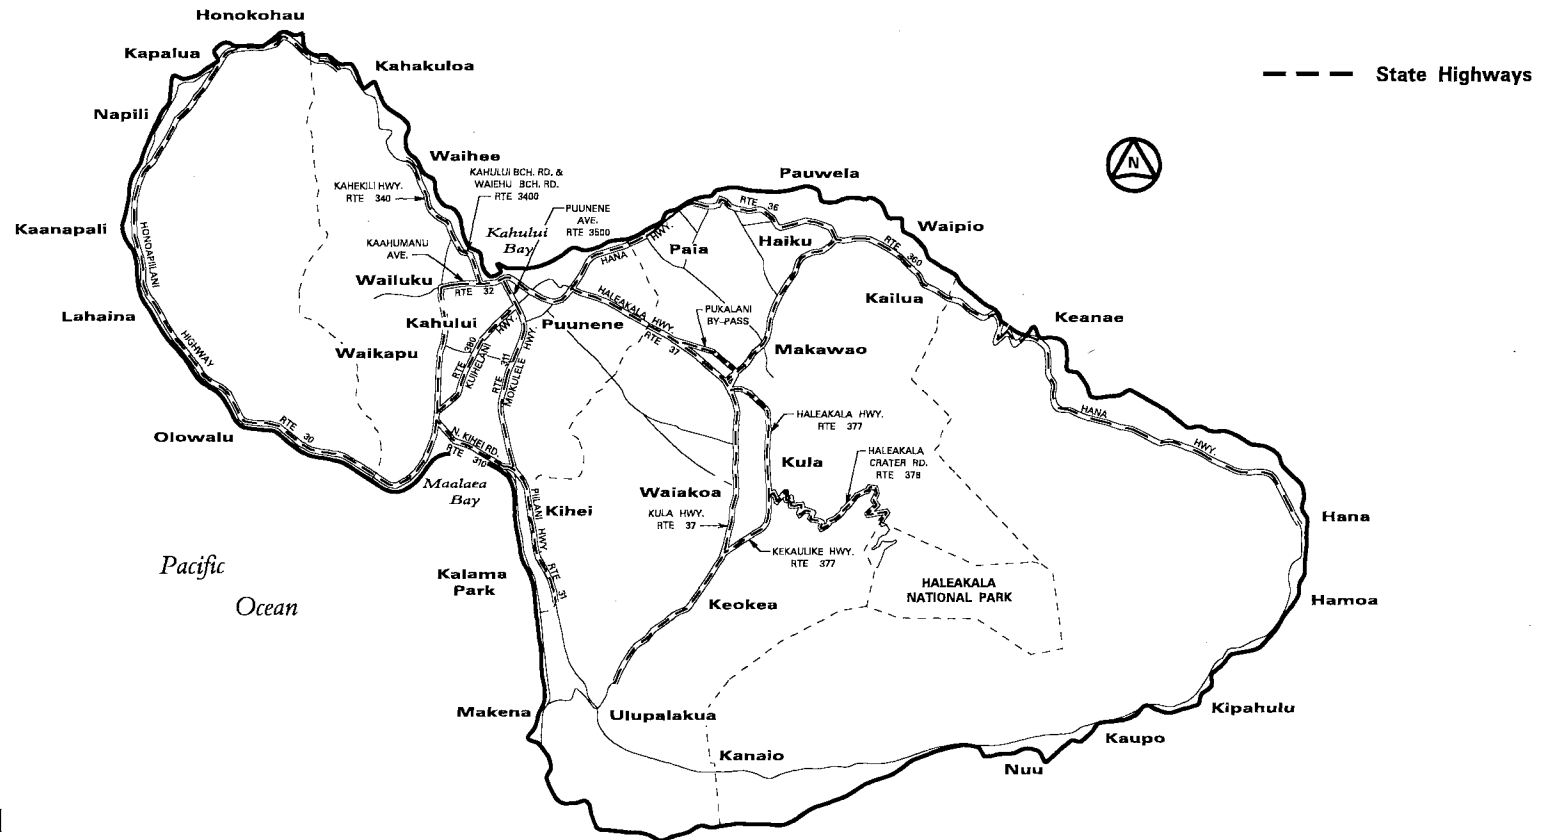 Honokohau
Kapalua
Kahakuloa
State Highways
Napili
Waihee
N
KAHULUI BCH. RD. &
WAIEHU BCH. RD.
RTE 3400
Pauwela
KAHEKILI HWY.
RTE 340
PUUNENE
AVE.
RTE 3500
RTE 36
Kaanapali
HONOAPIILANI
HIGHWAY
Kahului
Bay
KAAHUMANU
AVE.
HANA HWY.
Paia
Haiku
Waipio
RTE 360
Wailuku
RTE 32
Kailua
Lahaina
Kahului
Puunene
HALEAKALA HWY.
RTE 37
PUKALANI
BY-PASS
Keanae
Waikapu
RTE 380
KUIHELANI HWY.
RTE 311
MOKULELE HWY.
Makawao
Olowalu
RTE 30
N. KIHEI RD.
RTE 310
HALEAKALA HWY.
RTE 377
HANA HWY.
Kula
HALEAKALA
CRATER RD.
RTE 378
Maalaea
Bay
Waiakoa
KULA HWY.
RTE 37
Kihei
PIILANI HWY
RTE 31
Hana
KEKAULIKE HWY.
RTE 377
Pacific
Ocean
Kalama
Park
HALEAKALA
NATIONAL PARK
Keokea
Hamoa
Makena
Ulupalakua
Kipahulu
Kanaio
Kaupo
Nuu